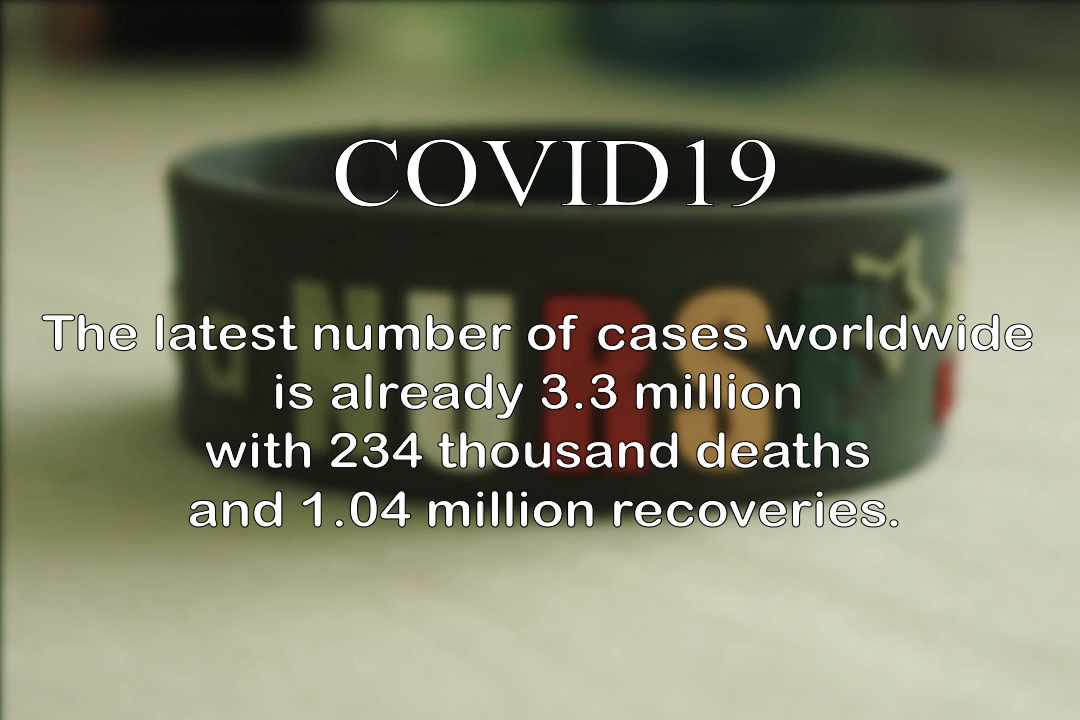 COVID19
The latest number of cases worldwide
is already 3.3 million
with 234 thousand deaths
and 1.04 million recoveries.
NURSE